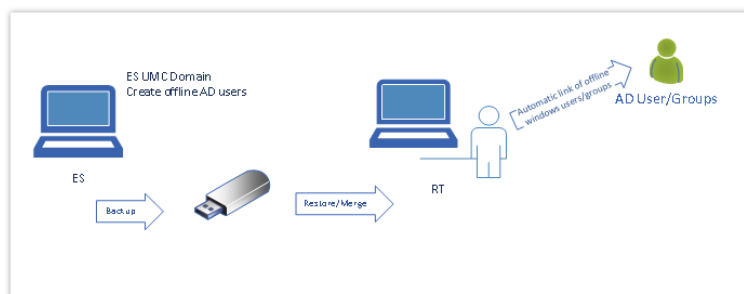 ES UMC Domain
Create offline AD users
Automatic link of offline
windows users/groups
AD User/Groups
ES
RT
Backup
Restore/Merge